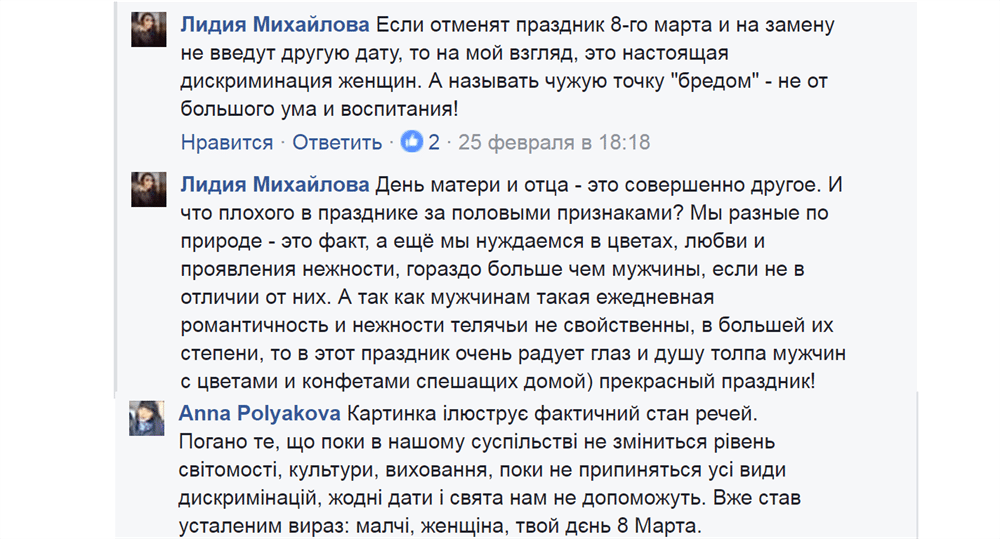 Лидия Михайлова Если отменят праздник 8-го марта и на замену
не введут другую дату, то на мой взгляд, это настоящая
дискриминация женщин. А называть чужую точку "бредом" - не от
большого ума и воспитания!
Нравится · Ответить · 2 · 25 февраля в 18:18
Лидия Михайлова День матери и отца - это совершенно другое. И
что плохого в празднике за половыми признаками? Мы разные по
природе - это факт, а ещё мы нуждаемся в цветах, любви и
проявления нежности, гораздо больше чем мужчины, если не в
отличии от них. А так как мужчинам такая ежедневная
романтичность и нежности телячьи не свойственны, в большей их
степени, то в этот праздник очень радует глаз и душу толпа мужчин
с цветами и конфетами спешащих домой) прекрасный праздник!
Anna Polyakova Картинка ілюструє фактичний стан речей.
Погано те, що поки в нашому суспільстві не зміниться рівень
світомості, культури, виховання, поки не припиняться усі види
дискримінацій, жодні дати і свята нам не допоможуть. Вже став
усталеним вираз: малчі, женщіна, твой дєнь 8 Марта.